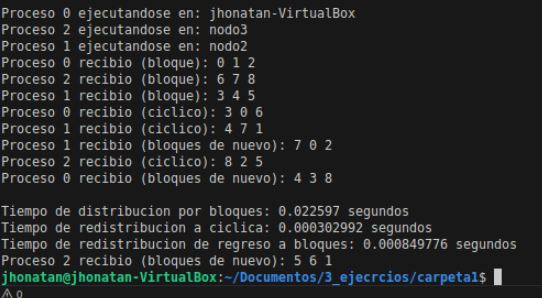 Proceso 0 ejecutandose en: jhonatan-VirtualBox
Proceso 2 ejecutandose en: nodo3
Proceso 1 ejecutandose en: nodo2
Proceso 0 recibio (bloque): 0 1 2
Proceso 2 recibio (bloque): 6 7 8
Proceso 1 recibio (bloque): 3 4 5
Proceso 0 recibio (ciclico): 3 0 6
Proceso 1 recibio (ciclico): 4 7 1
Proceso 1 recibio (bloques de nuevo): 7 0 2
Proceso 2 recibio (ciclico): 8 2 5
Proceso 0 recibio (bloques de nuevo): 4 3 8
Tiempo de distribucion por bloques: 0.022597 segundos
Tiempo de redistribucion a ciclica: 0.000302992 segundos
Tiempo de redistribucion de regreso a bloques: 0.000849776 segundos
Proceso 2 recibio (bloques de nuevo): 5 6 1
jhonatan@jhonatan-VirtualBox:~/Documentos/3_ejecrcios/carpeta1$
0